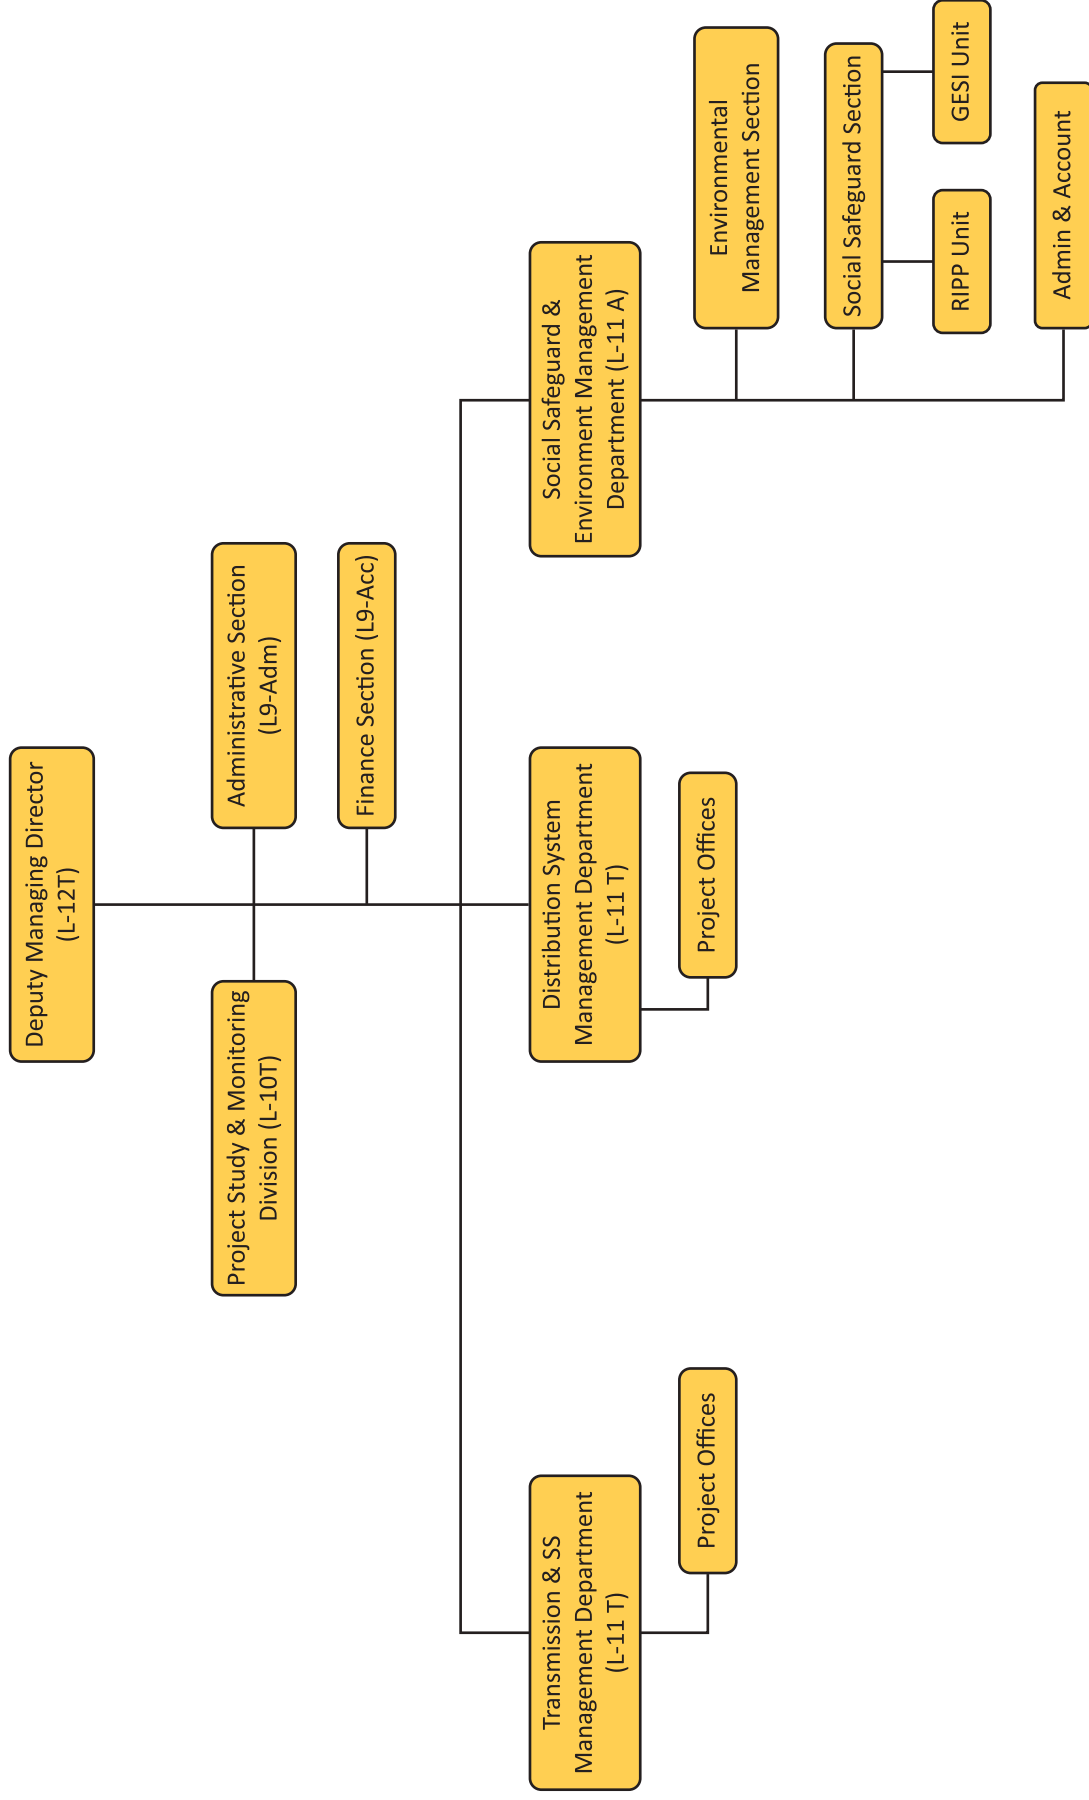 Deputy Managing Director
(L-12T)
Project Study & Monitoring
Division (L-10T)
Administrative Section
(L9-Adm)
Finance Section (L9-Acc)
Transmission & SS
Management Department
(L-11 T)
Project Offices
Distribution System
Management Department
(L-11 T)
Project Offices
Social Safeguard &
Environment Management
Department (L-11 A)
Environmental
Management Section
Social Safeguard Section
RIPP Unit
GESI Unit
Admin & Account